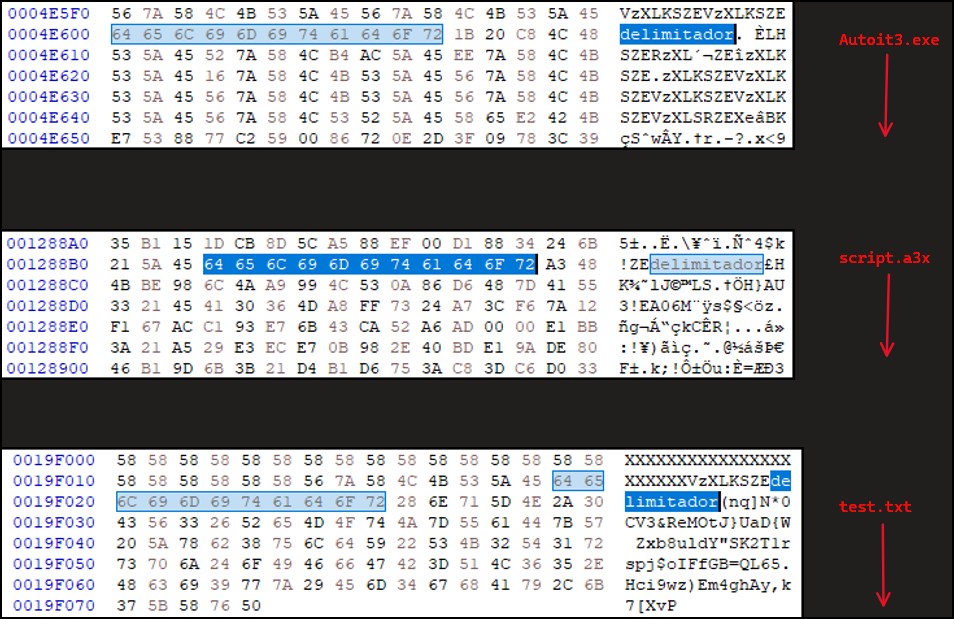 0004E5F0 56 7A 58 4C 4B 53 5A 45 56 7A 58 4C 4B 53 5A 45 VzXLKSZEVzXLKSZE
0004E600 64 65 6C 69 6D 69 74 61 64 6F 72 1B 20 C8 4C 48 delimitador. ÈLH
0004E610 53 5A 45 52 7A 58 4C B4 AC 5A 45 EE 7A 58 4C 4B SZERzXL´¬ZEîzXLK
0004E620 53 5A 45 16 7A 58 4C 4B 53 5A 45 56 7A 58 4C 4B SZE.zXLKSZEVzXLK
0004E630 53 5A 45 56 7A 58 4C 4B 53 5A 45 56 7A 58 4C 4B SZEVzXLKSZEVzXLK
0004E640 53 5A 45 56 7A 58 4C 53 52 5A 45 58 65 E2 42 4B SZEVzXLSRZEXeâBK
0004E650 E7 53 88 77 C2 59 00 86 72 0E 2D 3F 09 78 3C 39 çSˆwÂY.†r.-?.x<9
Autoit3.exe
001288A0 35 B1 15 1D CB 8D 5C A5 88 EF 00 D1 88 34 24 6B 5±..Ë.\¥ˆï.Ñˆ4$k
001288B0 21 5A 45 64 65 6C 69 6D 69 74 61 64 6F 72 A3 48 !ZEdelimitador£H
001288C0 4B BE 98 6C 4A A9 99 4C 53 0A 86 D6 48 7D 41 55 K¾˜lJ©™LS.†ÖH}AU
001288D0 33 21 45 41 30 36 4D A8 FF 73 24 A7 3C F6 7A 12 3!EA06M¨ÿs$§<öz.
001288E0 F1 67 AC C1 93 E7 6B 43 CA 52 A6 AD 00 00 E1 BB ñg¬Á“çkCÊR¦­...á»
001288F0 3A 21 A5 29 E3 EC E7 0B 98 2E 40 BD E1 9A DE 80 :!¥)ãìç.˜.@½ášÞ€
00128900 46 B1 9D 6B 3B 21 D4 B1 D6 75 3A C8 3D C6 D0 33 F±.k;!Ô±Öu:È=ÆÐ3
script.a3x
0019F000 58 58 58 58 58 58 58 58 58 58 58 58 58 58 58 58 XXXXXXXXXXXXXXXX
0019F010 58 58 58 58 58 58 56 7A 58 4C 4B 53 5A 45 64 65 XXXXXXVzXLKSZEde
0019F020 6C 69 6D 69 74 61 64 6F 72 28 6E 71 5D 4E 2A 30 limitador(nq]N*0
0019F030 43 56 33 26 52 65 4D 4F 74 4A 7D 55 61 44 7B 57 CV3&ReMOtJ}UaD{W
0019F040 20 5A 78 62 38 75 6C 64 59 22 53 4B 32 54 31 72 Zxb8uldY"SK2T1r
0019F050 73 70 6A 24 6F 49 46 66 47 42 3D 51 4C 36 35 2E spj$oIFfGB=QL65.
0019F060 48 63 69 39 77 7A 29 45 6D 34 67 68 41 79 2C 6B Hci9wz)Em4ghAy,k
0019F070 37 5B 58 76 50 7[XvP
test.txt